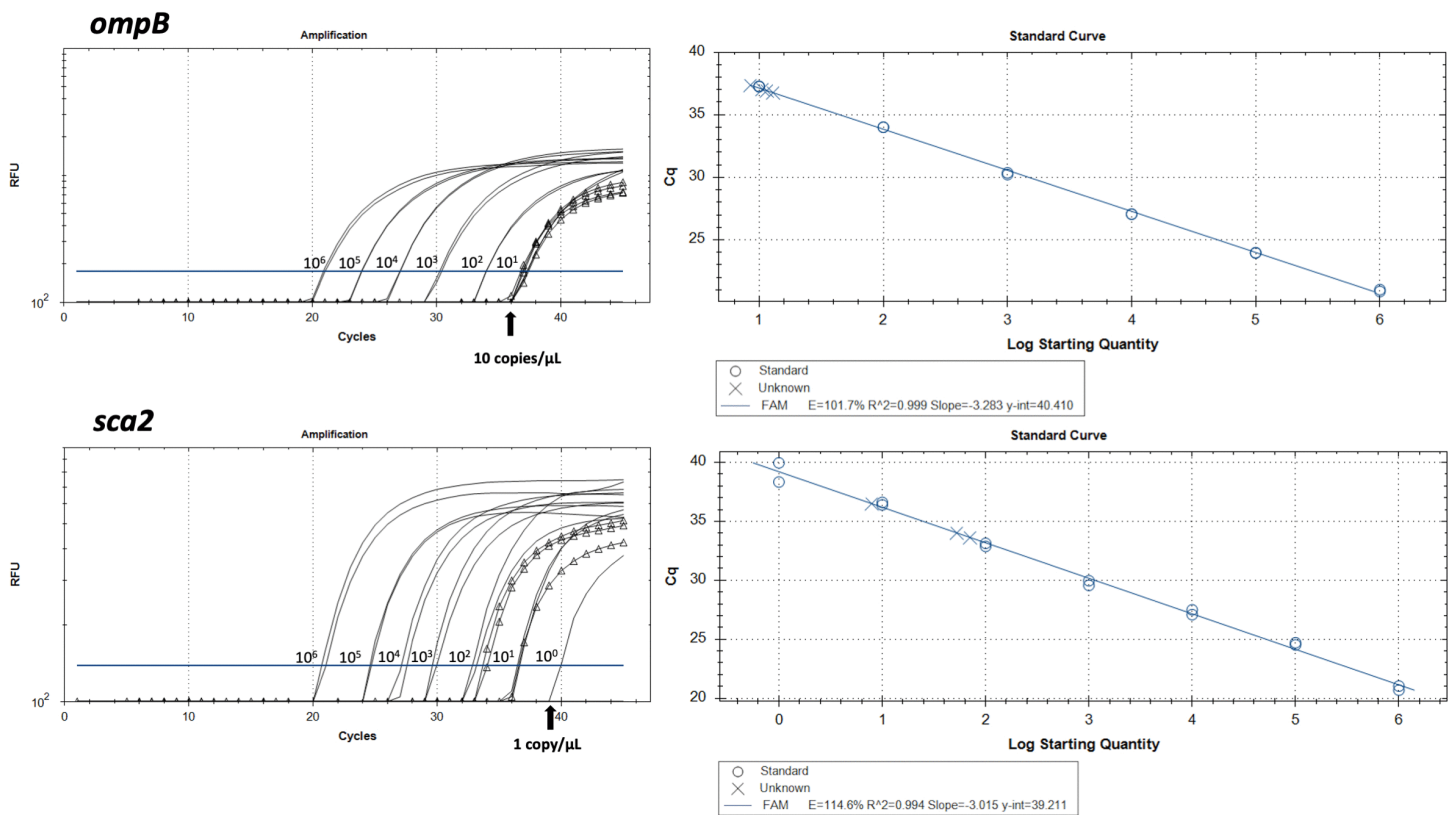 ompB
Amplification
RFU
10⁶ 10⁵ 10⁴ 10³ 10² 10¹
10²
0 10 20 30 40
Cycles
10 copies/µL
Standard Curve
Cq
40
35
30
25
1 2 3 4 5 6
Log Starting Quantity
Standard
Unknown
FAM E=101.7% R^2=0.999 Slope=-3.283 y-int=40.410
sca2
Amplification
RFU
10⁶ 10⁵ 10⁴ 10³ 10² 10¹ 10⁰
10²
0 10 20 30 40
Cycles
1 copy/µL
Standard Curve
Cq
40
35
30
25
20
0 1 2 3 4 5 6
Log Starting Quantity
Standard
Unknown
FAM E=114.6% R^2=0.994 Slope=-3.015 y-int=39.211